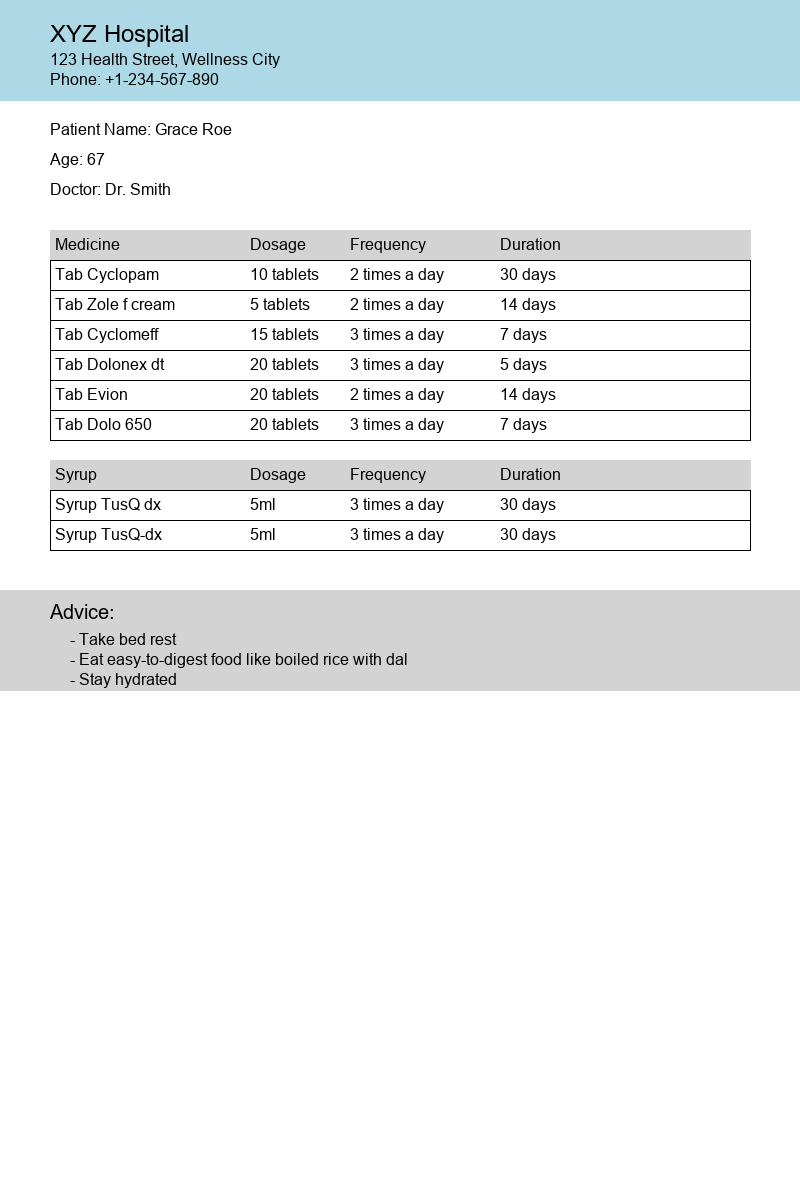 XYZ Hospital
123 Health Street, Wellness City
Phone: +1-234-567-890
Patient Name: Grace Roe
Age: 67
Doctor: Dr. Smith
Medicine Dosage Frequency Duration
Tab Cyclopam 10 tablets 2 times a day 30 days
Tab Zole f cream 5 tablets 2 times a day 14 days
Tab Cyclomeff 15 tablets 3 times a day 7 days
Tab Dolonex dt 20 tablets 3 times a day 5 days
Tab Evion 20 tablets 2 times a day 14 days
Tab Dolo 650 20 tablets 3 times a day 7 days
Syrup Dosage Frequency Duration
Syrup TusQ dx 5ml 3 times a day 30 days
Syrup TusQ-dx 5ml 3 times a day 30 days
Advice:
- Take bed rest
- Eat easy-to-digest food like boiled rice with dal
- Stay hydrated